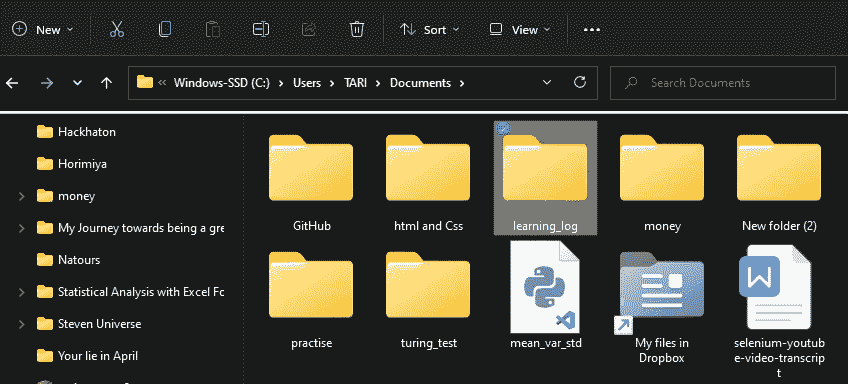 New
Sort
View
Windows-SSD (C:) Users TARI Documents
Search Documents
Hackhaton
Horimiya
money
My Journey towards being a gre
Natours
Statistical Analysis with Excel Fo
Steven Universe
Your lie in April
GitHub
html and Css
learning_log
money
New folder (2)
practise
turing_test
mean_var_std
My files in
Dropbox
W
selenium-youtub
e-video-transcrip
t